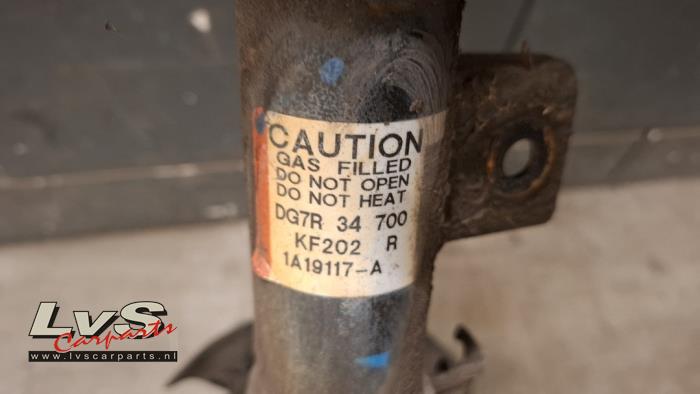 CAUTION
GAS FILLED
DO NOT OPEN
DO NOT HEAT
DG7R 34 700
KF202 R
1A19117-A
LvS
Carparts
www.lvscarparts.nl